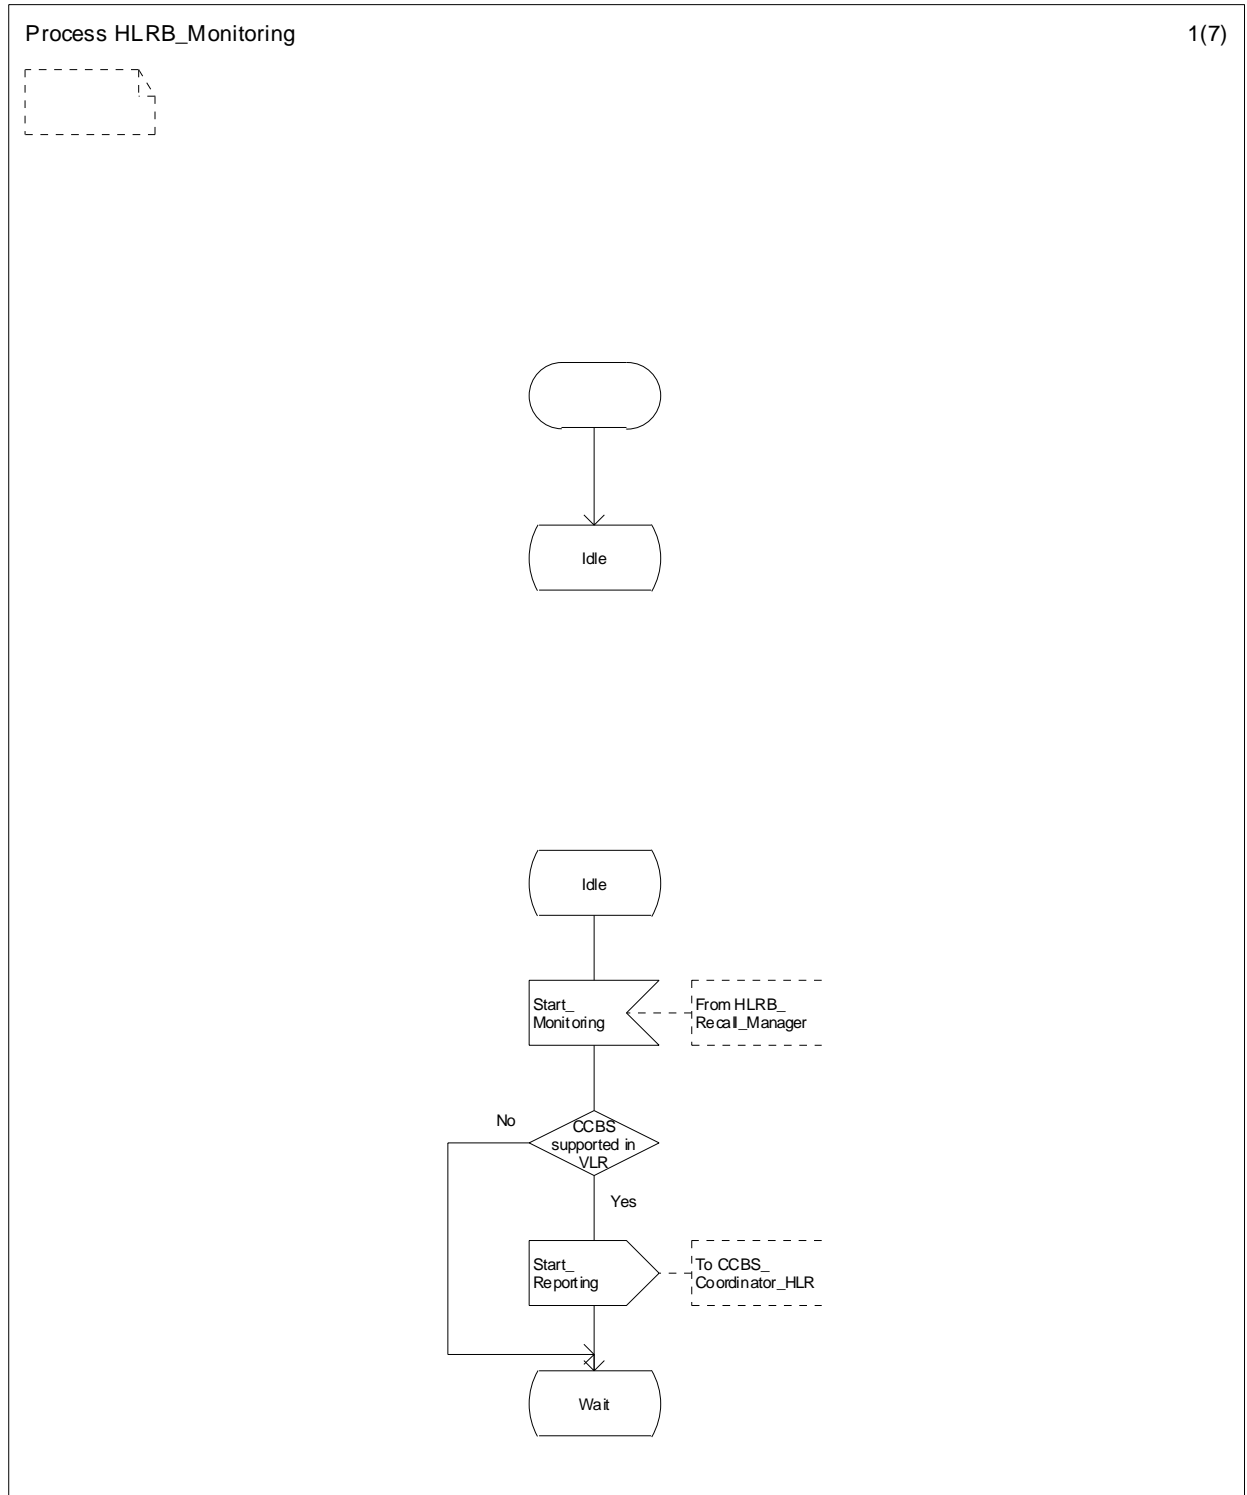 Process HLRB_Monitoring
1(7)
Idle
Idle
Start_
Monitoring
From HLRB_
Recall_Manager
No
CCBS
supported in
VLR
Yes
Start_
Reporting
To CCBS_
Coordinator_HLR
Wait